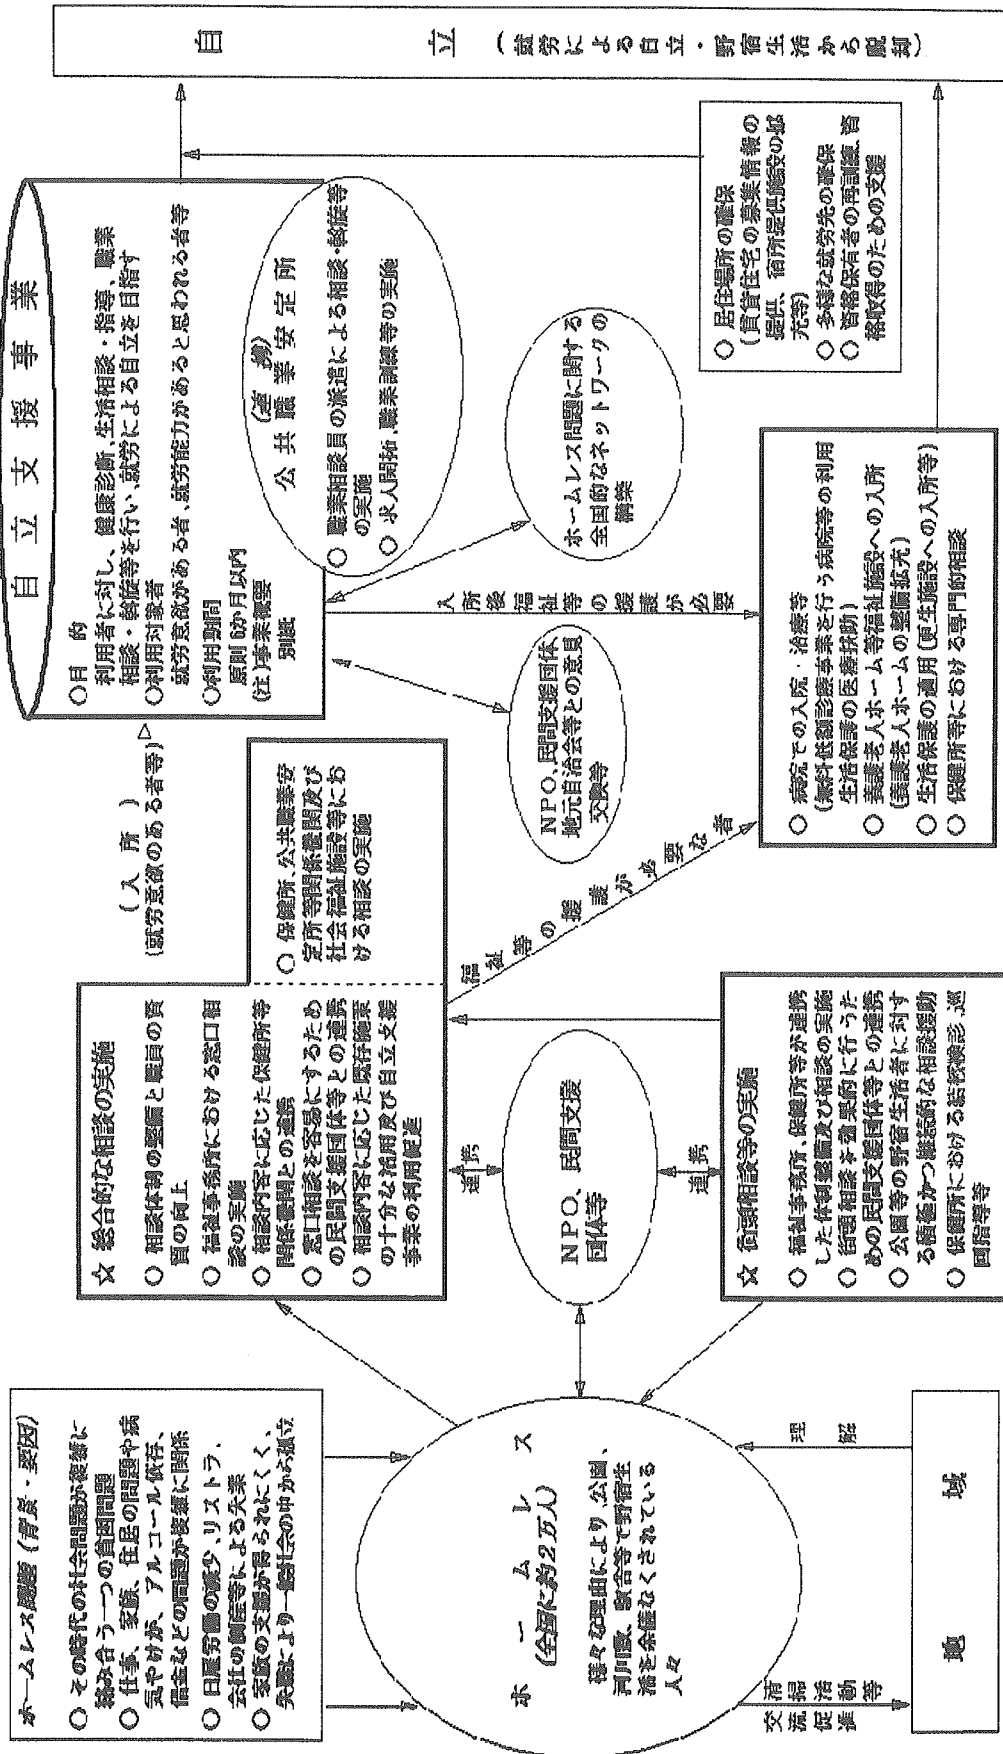 ホームレス問題(背景・要因)
○ その時代の社会問題が複雑に
絡み合う一つの貧困問題
○ 仕事、家族、住居の問題や病
気やけが、アルコール依存、
借金などの問題が複雑に関係
○ 日雇労働の減少、リストラ、
会社の倒産等による失業
○ 家族の支援が得られにくく、
失職により一般社会の中から孤立
ホームレス
(全国に約2万人)
様々な理由により、公園、
河川敷、駅舎等で野宿生
活を余儀なくされている
人々
清掃活動等
交流促進
理解
地域
☆ 総合的な相談の実施
○ 相談体制の整備と職員の資
質の向上
○ 福祉事務所における窓口相
談の実施
○ 相談内容に応じた保健所等
関係機関との連携
○ 窓口相談を容易にするため
の民間支援団体等との連携
○ 相談内容に応じた既存施策
の十分な活用及び自立支援
事業の利用促進
○ 保健所、公共職業安
定所等関係機関及び
社会福祉施設等にお
ける相談の実施
連携
NPO、民間支援
団体等
連携
☆ 街頭相談等の実施
○ 福祉事務所、保健所等が連携
した体制整備及び相談の実施
○ 街頭相談を効果的に行うた
めの民間支援団体等との連携
○ 公園等の野宿生活者に対す
る積極かつ継続的な相談援助
○ 保健所における結核検診、巡
回指導等
(入所)
(就労意欲のある者等)
福祉等の援護が必要な者
自立支援事業
○目 的
利用者に対し、健康診断、生活相談・指導、職業
相談・斡旋等を行い、就労による自立を目指す
○利用対象者
就労意欲がある者、就労能力があると思われる者等
○利用期間
原則6か月以内
(注)事業概要
別紙
(連携)
公共職業安定所
○ 職業相談員の派遣による相談・斡旋等
の実施
○ 求人開拓、職業訓練等の実施
NPO、民間支援団体、
地元自治会等との意見
交換等
入所後福祉等の援護が必要
ホームレス問題に関する
全国的なネットワークの
構築
○ 病院での入院・治療等
(無料低額診療事業を行う病院等の利用
生活保護の医療扶助)
○ 養護老人ホーム等福祉施設への入所
(養護老人ホームの整備拡充)
○ 生活保護の適用(更生施設への入所等)
○ 保健所等における専門的相談
○ 居住場所の確保
(賃貸住宅の募集情報の
提供、宿所提供施設の拡
充等)
○ 多様な就労先の確保
○ 資格保有者の再訓練、資
格取得のための支援
自立(就労による自立・野宿生活から脱却)